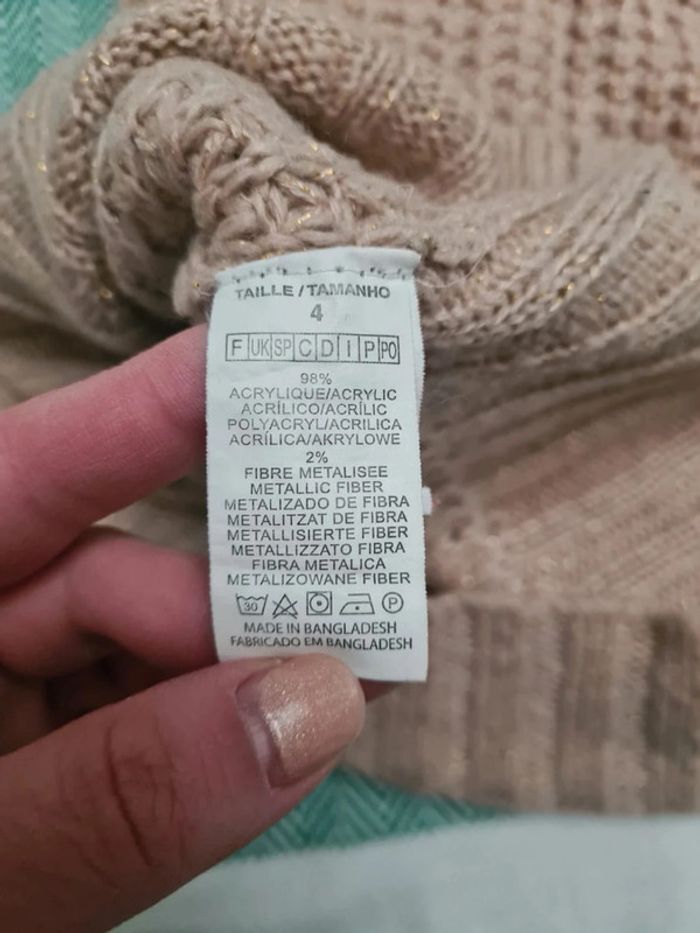 TAILLE / TAMANHO
4
F UK SP C D I P PO
98%
ACRYLIQUE/ACRYLIC
ACRÍLICO/ACRÍLIC
POLYACRYL/ACRILICA
ACRÍLICA/AKRYLOWE
2%
FIBRE METALISEE
METALLIC FIBER
METALIZADO DE FIBRA
METALITZAT DE FIBRA
METALLISIERTE FIBER
METALLIZZATO FIBRA
FIBRA METALICA
METALIZOWANE FIBER
30 P
MADE IN BANGLADESH
FABRICADO EM BANGLADESH